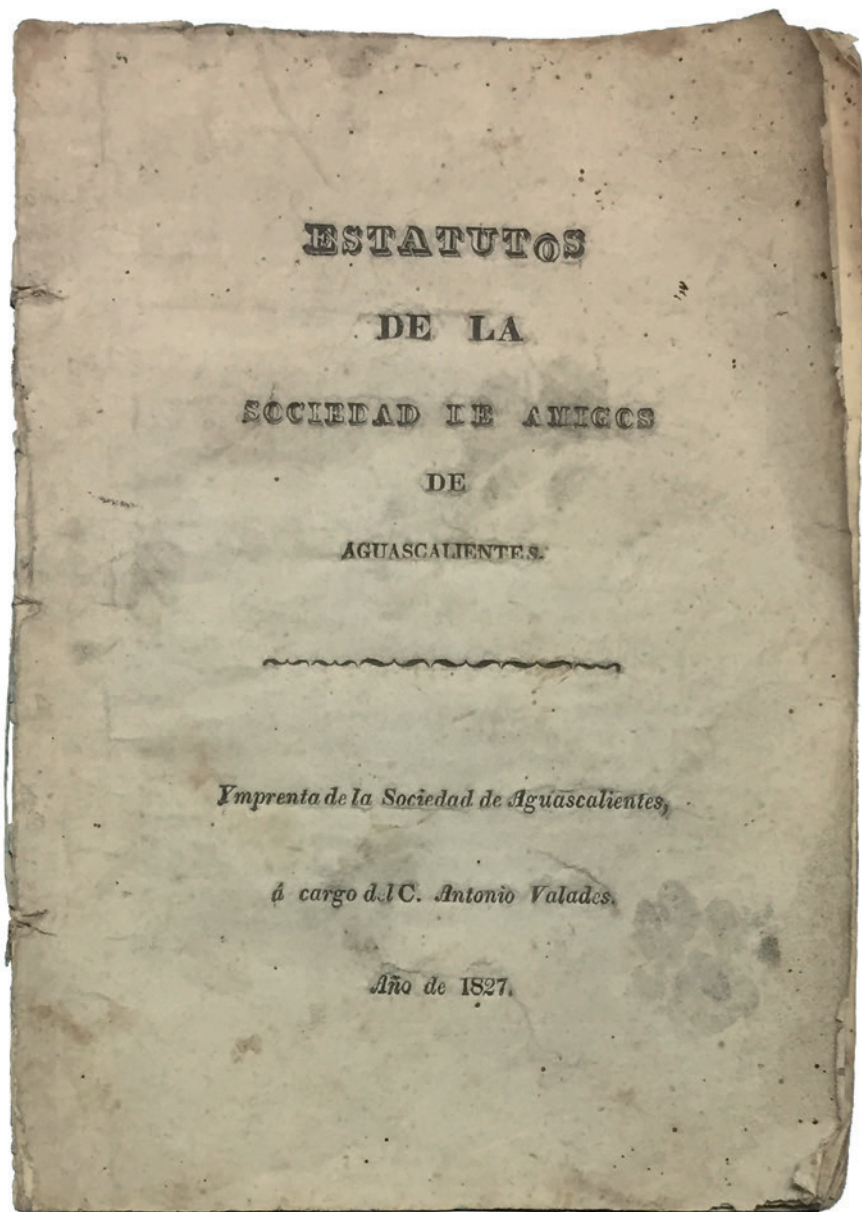 ESTATUTOS
DE LA
SOCIEDAD DE AMIGOS
DE
AGUASCALIENTES.
Ymprenta de la Sociedad de Aguascalientes,
á cargo del C. Antonio Valades.
Año de 1827.